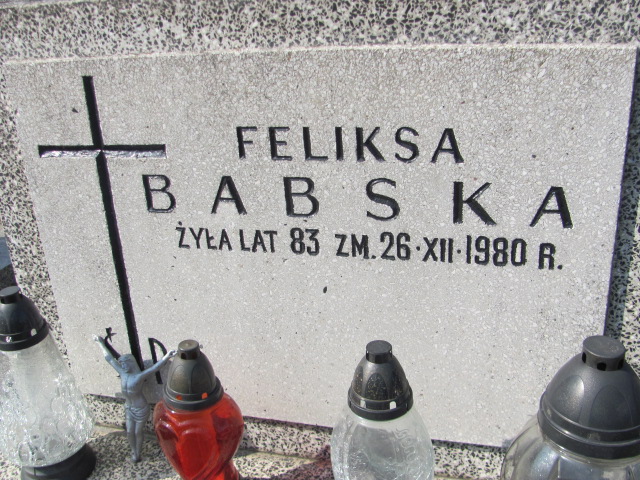 FELIKSA
BABSKA
ŻYŁA LAT 83 ZM. 26·XII·1980 R.